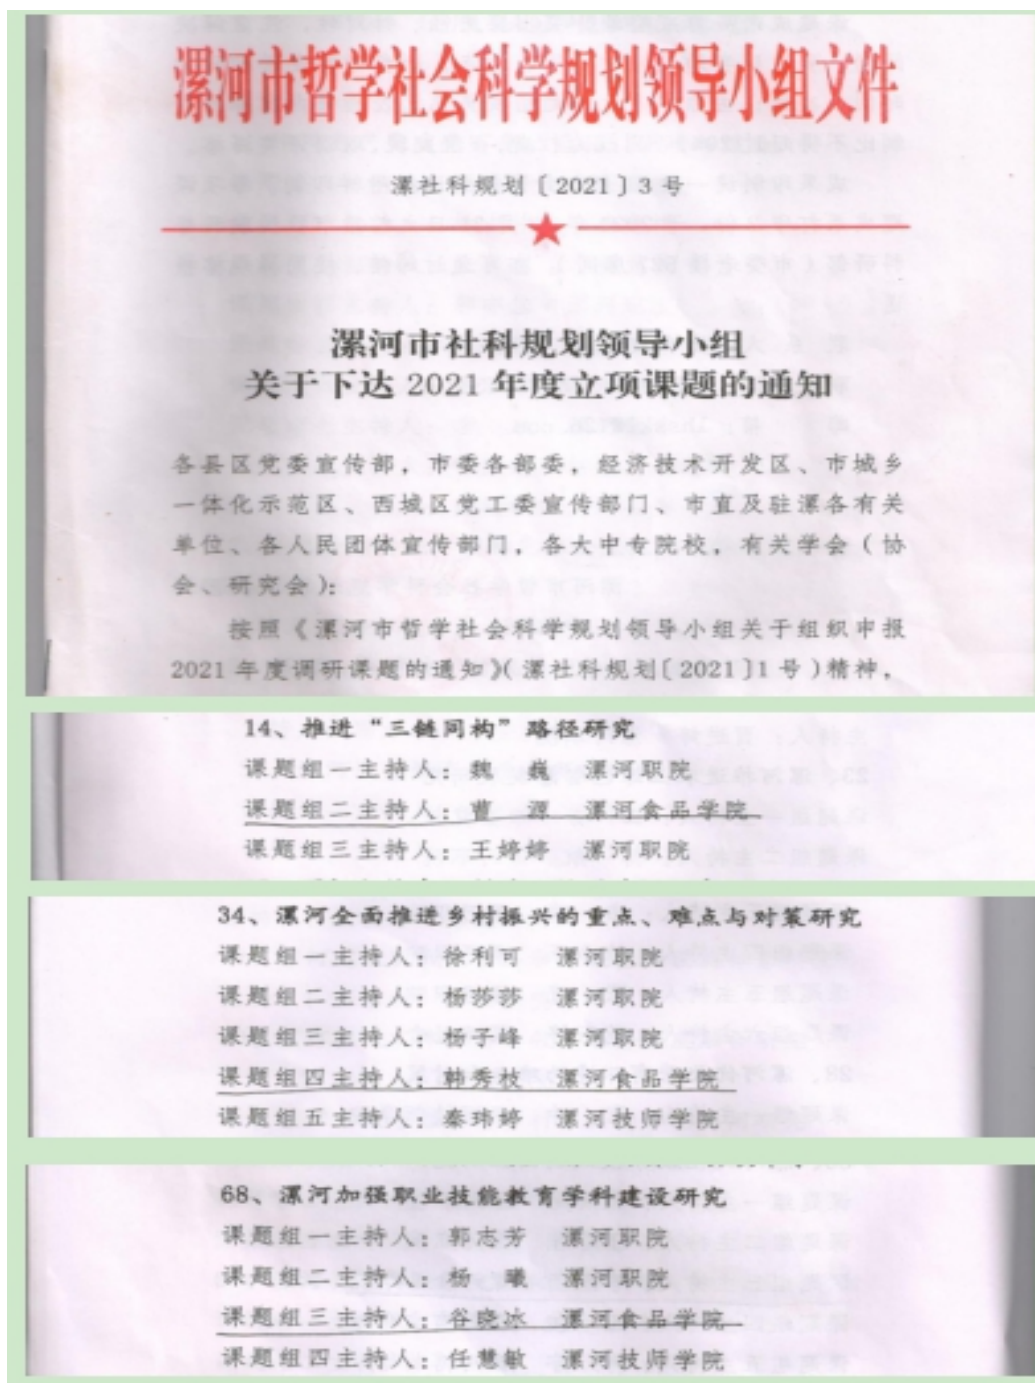 漯河市哲学社会科学规划领导小组文件
漯社科规划〔2021〕3号
漯河市社科规划领导小组
关于下达 2021 年度立项课题的通知
各县区党委宣传部，市委各部委，经济技术开发区、市城乡
一体化示范区、西城区党工委宣传部门、市直及驻漯各有关
单位、各人民团体宣传部门，各大中专院校，有关学会（协
会、研究会）：
按照《漯河市哲学社会科学规划领导小组关于组织申报
2021 年度调研课题的通知》（漯社科规划〔2021〕1号）精神，
14、推进“三链同构”路径研究
课题组一主持人：魏　巍　漯河职院
课题组二主持人：曹　源　漯河食品学院
课题组三主持人：王婷婷　漯河职院
34、漯河全面推进乡村振兴的重点、难点与对策研究
课题组一主持人：徐利可　漯河职院
课题组二主持人：杨莎莎　漯河职院
课题组三主持人：杨子峰　漯河职院
课题组四主持人：韩秀枝　漯河食品学院
课题组五主持人：秦玮婷　漯河技师学院
68、漯河加强职业技能教育学科建设研究
课题组一主持人：郭志芳　漯河职院
课题组二主持人：杨　曦　漯河职院
课题组三主持人：谷晓冰　漯河食品学院
课题组四主持人：任慧敏　漯河技师学院